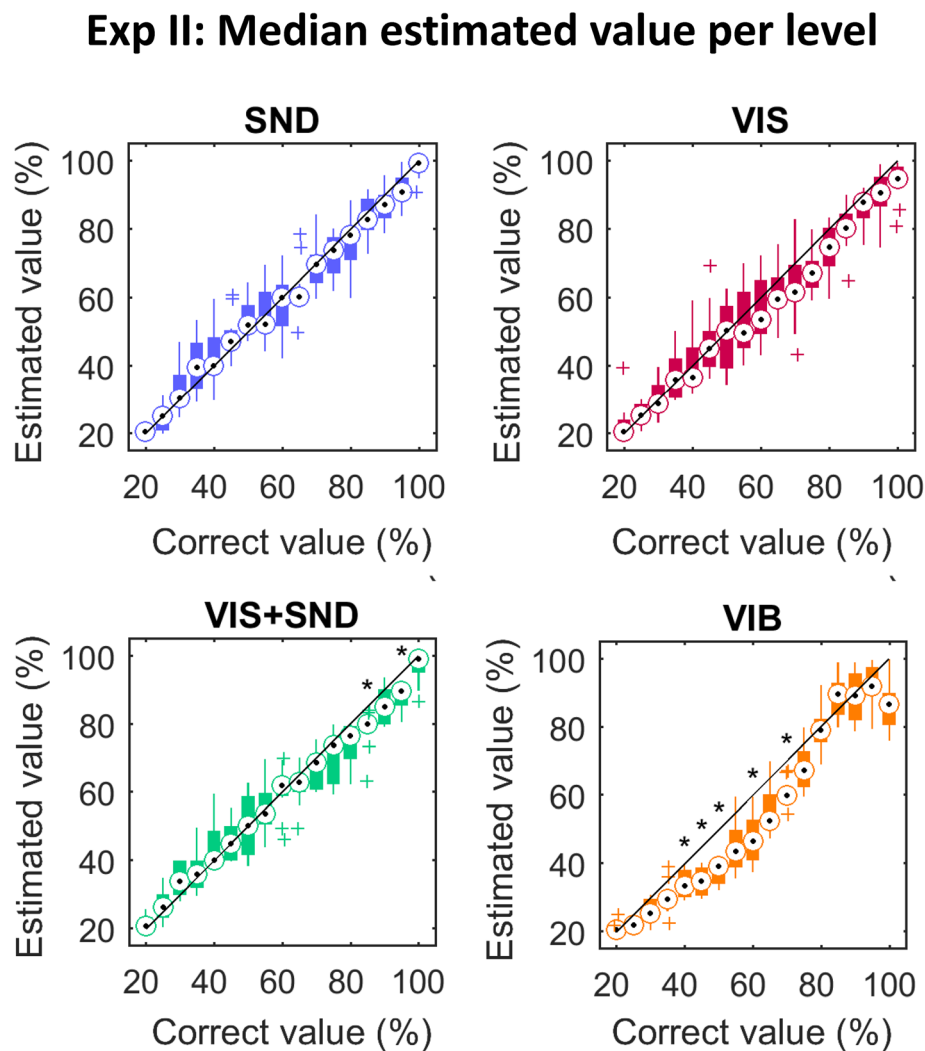 Exp II: Median estimated value per level
SND
Estimated value (%)
100
80
60
40
20
20 40 60 80 100
Correct value (%)
VIS
Estimated value (%)
100
80
60
40
20
20 40 60 80 100
Correct value (%)
VIS+SND
Estimated value (%)
100
80
60
40
20
* *
20 40 60 80 100
Correct value (%)
VIB
Estimated value (%)
100
80
60
40
20
* * * * *
20 40 60 80 100
Correct value (%)